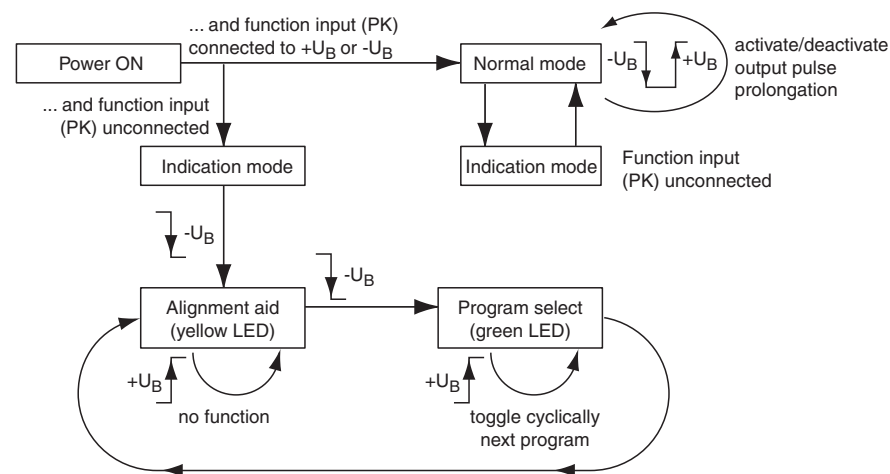 ... and function input (PK)
connected to +UB or -UB
Power ON
Normal mode
-UB
+UB
activate/deactivate
output pulse
prolongation
... and function input
(PK) unconnected
Indication mode
Indication mode
Function input
(PK) unconnected
-UB
-UB
Alignment aid
(yellow LED)
Program select
(green LED)
+UB
no function
+UB
toggle cyclically
next program